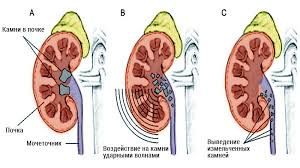 А
В
С
Камни в почке
Почка
Мочеточник
Воздействие на камни
ударными волнами
Выведение
измельченных
камней